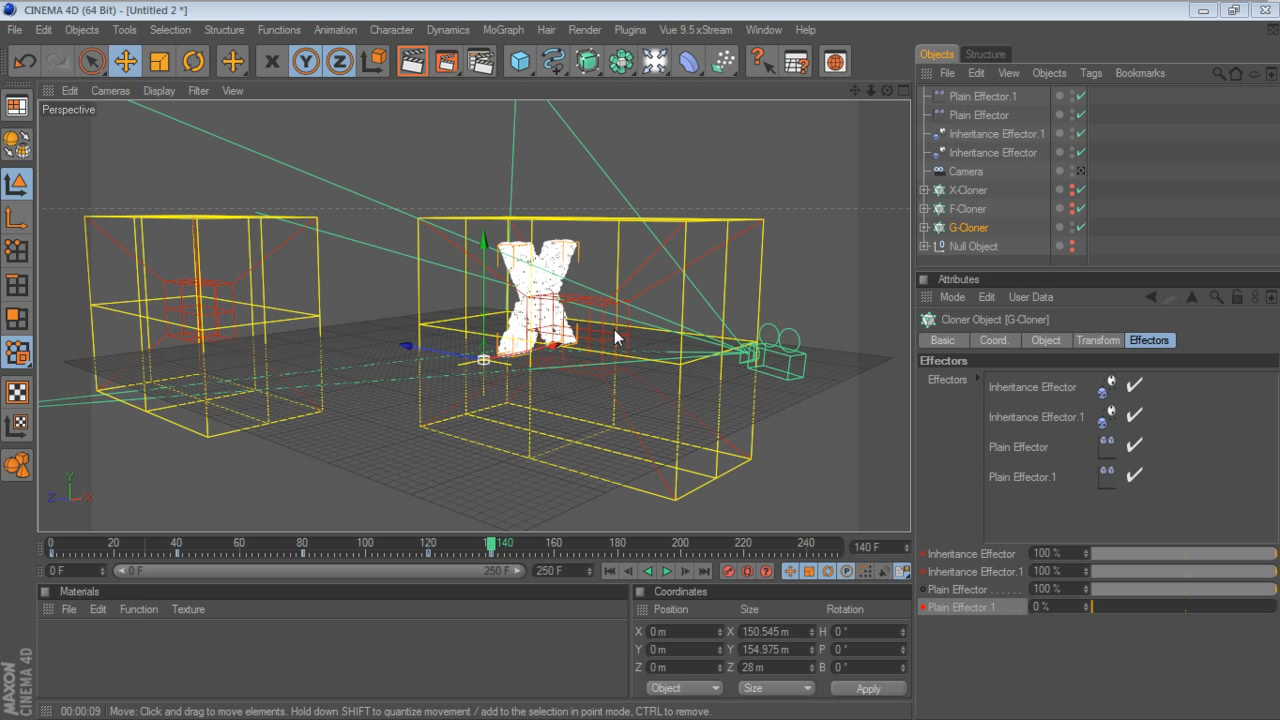 CINEMA 4D (64 Bit) - [Untitled 2 *]
File Edit Objects Tools Selection Structure Functions Animation Character Dynamics MoGraph Hair Render Plugins Vue 9.5 xStream Window Help
Edit Cameras Display Filter View
Perspective
Y
Z X
0 20 40 60 80 100 120 140 160 180 200 220 240 140 F
0 F 0 F 250 F 250 F
Materials
File Edit Function Texture
Coordinates
Position Size Rotation
X 0 m X 150.545 m H 0 °
Y 0 m Y 154.975 m P 0 °
Z 0 m Z 28 m B 0 °
Object Size Apply
MAXON
CINEMA 4D
00:00:09 Move: Click and drag to move elements. Hold down SHIFT to quantize movement / add to the selection in point mode, CTRL to remove.
Objects Structure
File Edit View Objects Tags Bookmarks
Plain Effector.1
Plain Effector
Inheritance Effector.1
Inheritance Effector
Camera
X-Cloner
F-Cloner
G-Cloner
Null Object
Attributes
Mode Edit User Data
Cloner Object [G-Cloner]
Basic Coord. Object Transform Effectors
Effectors
Effectors
Inheritance Effector
Inheritance Effector.1
Plain Effector
Plain Effector.1
Inheritance Effector 100 %
Inheritance Effector.1 100 %
Plain Effector . . . . . . 100 %
Plain Effector.1 0 %